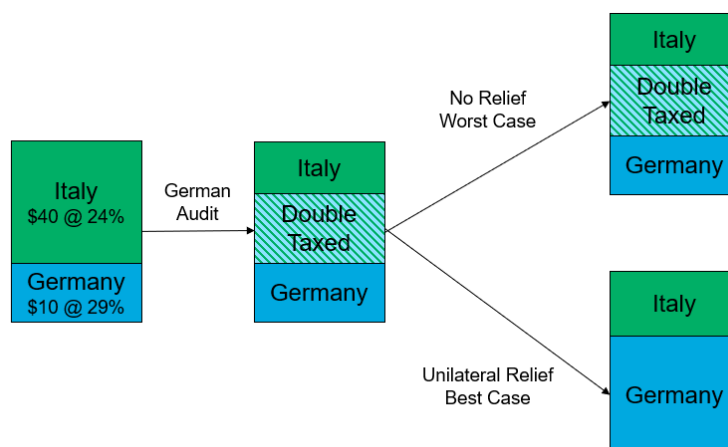 Italy
$40 @ 24%
Germany
$10 @ 29%
German
Audit
Italy
Double
Taxed
Germany
No Relief
Worst Case
Italy
Double
Taxed
Germany
Unilateral Relief
Best Case
Italy
Germany